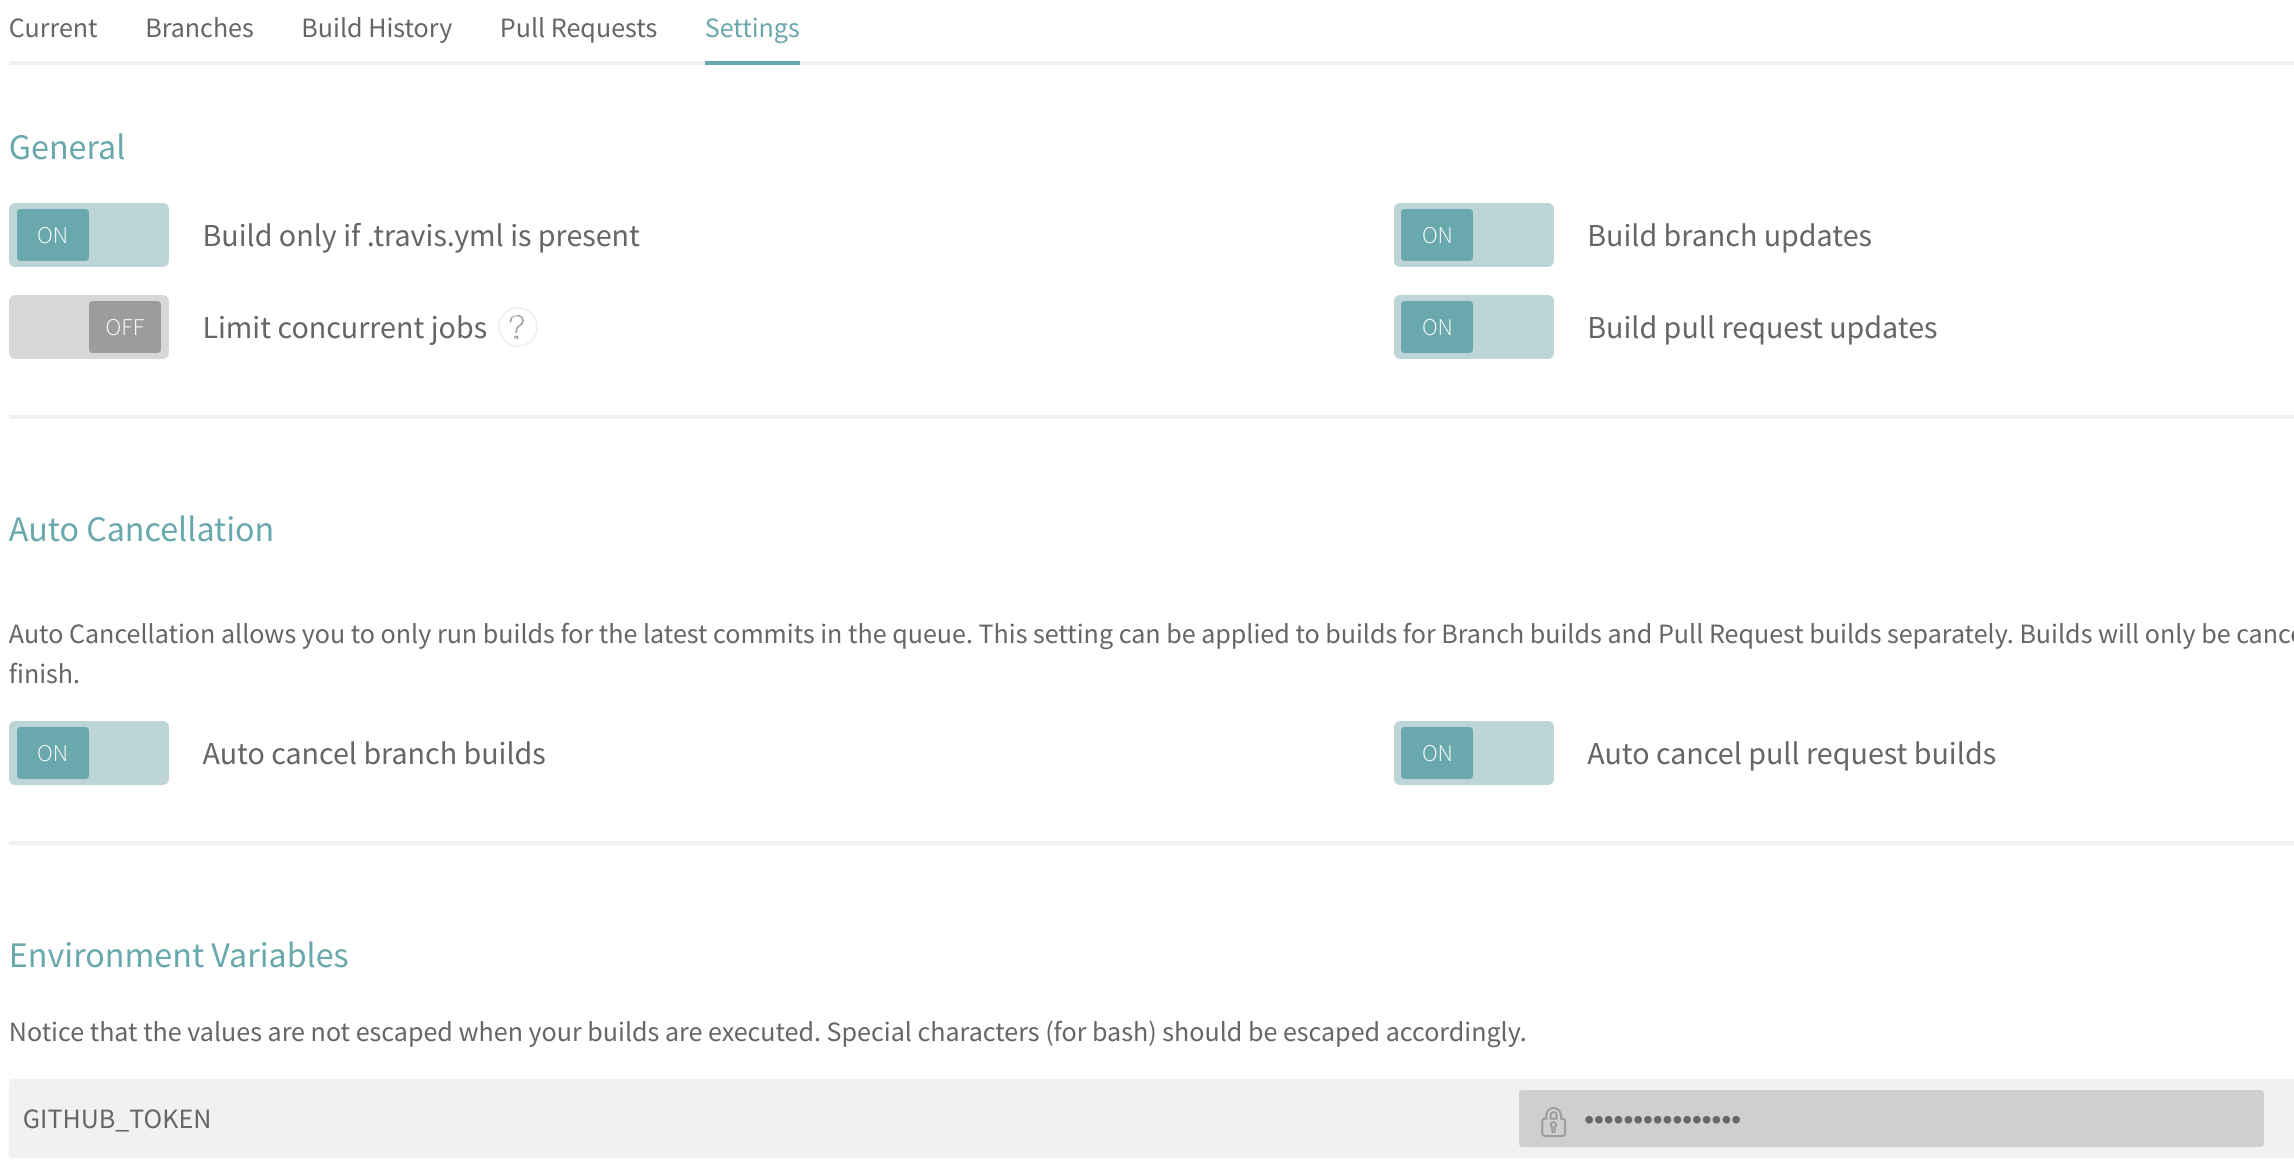 Current Branches Build History Pull Requests Settings
General
ON Build only if .travis.yml is present ON Build branch updates
OFF Limit concurrent jobs ? ON Build pull request updates
Auto Cancellation
Auto Cancellation allows you to only run builds for the latest commits in the queue. This setting can be applied to builds for Branch builds and Pull Request builds separately. Builds will only be
finish.
ON Auto cancel branch builds ON Auto cancel pull request builds
Environment Variables
Notice that the values are not escaped when your builds are executed. Special characters (for bash) should be escaped accordingly.
GITHUB_TOKEN ••••••••••••••••